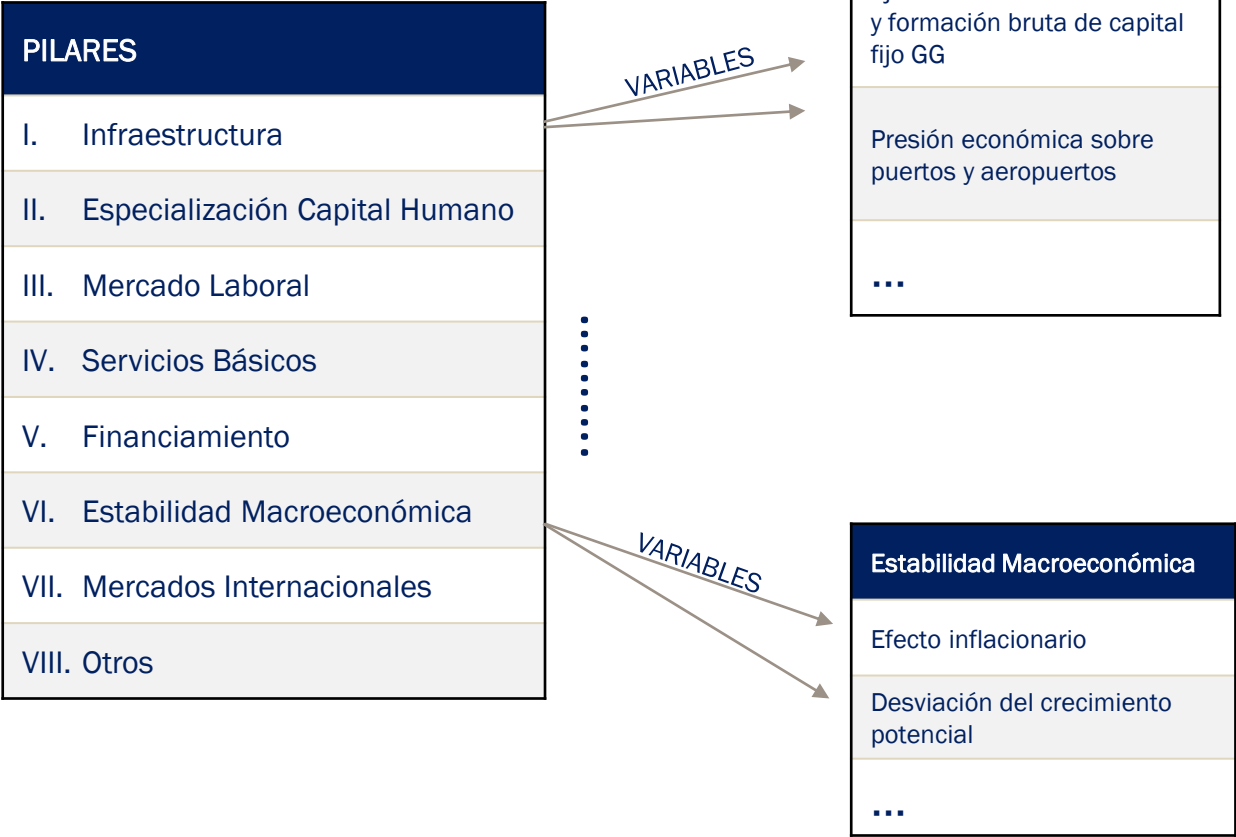 PILARES
I. Infraestructura
II. Especialización Capital Humano
III. Mercado Laboral
IV. Servicios Básicos
V. Financiamiento
VI. Estabilidad Macroeconómica
VII. Mercados Internacionales
VIII. Otros
VARIABLES
y formación bruta de capital
fijo GG
Presión económica sobre
puertos y aeropuertos
...
VARIABLES
Estabilidad Macroeconómica
Efecto inflacionario
Desviación del crecimiento
potencial
...